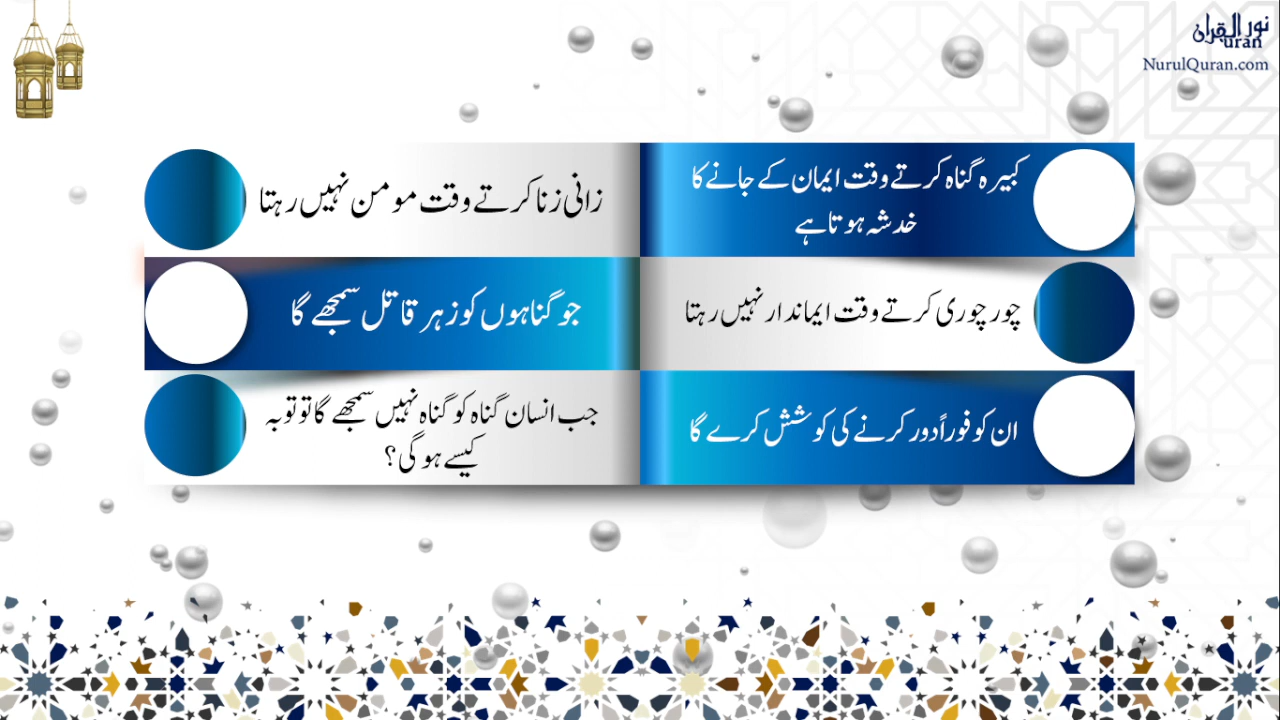 نور القرآن
uran
NurulQuran.com
کبیرہ گناہ کرتے وقت ایمان کے جانے کا
خدشہ ہوتا ہے
زانی زنا کرتے وقت مومن نہیں رہتا
چور چوری کرتے وقت ایماندار نہیں رہتا
جو گناہوں کو زہر قاتل سمجھے گا
ان کو فوراً دور کرنے کی کوشش کرے گا
جب انسان گناہ کو گناہ نہیں سمجھے گا تو توبہ
کیسے ہو گی؟